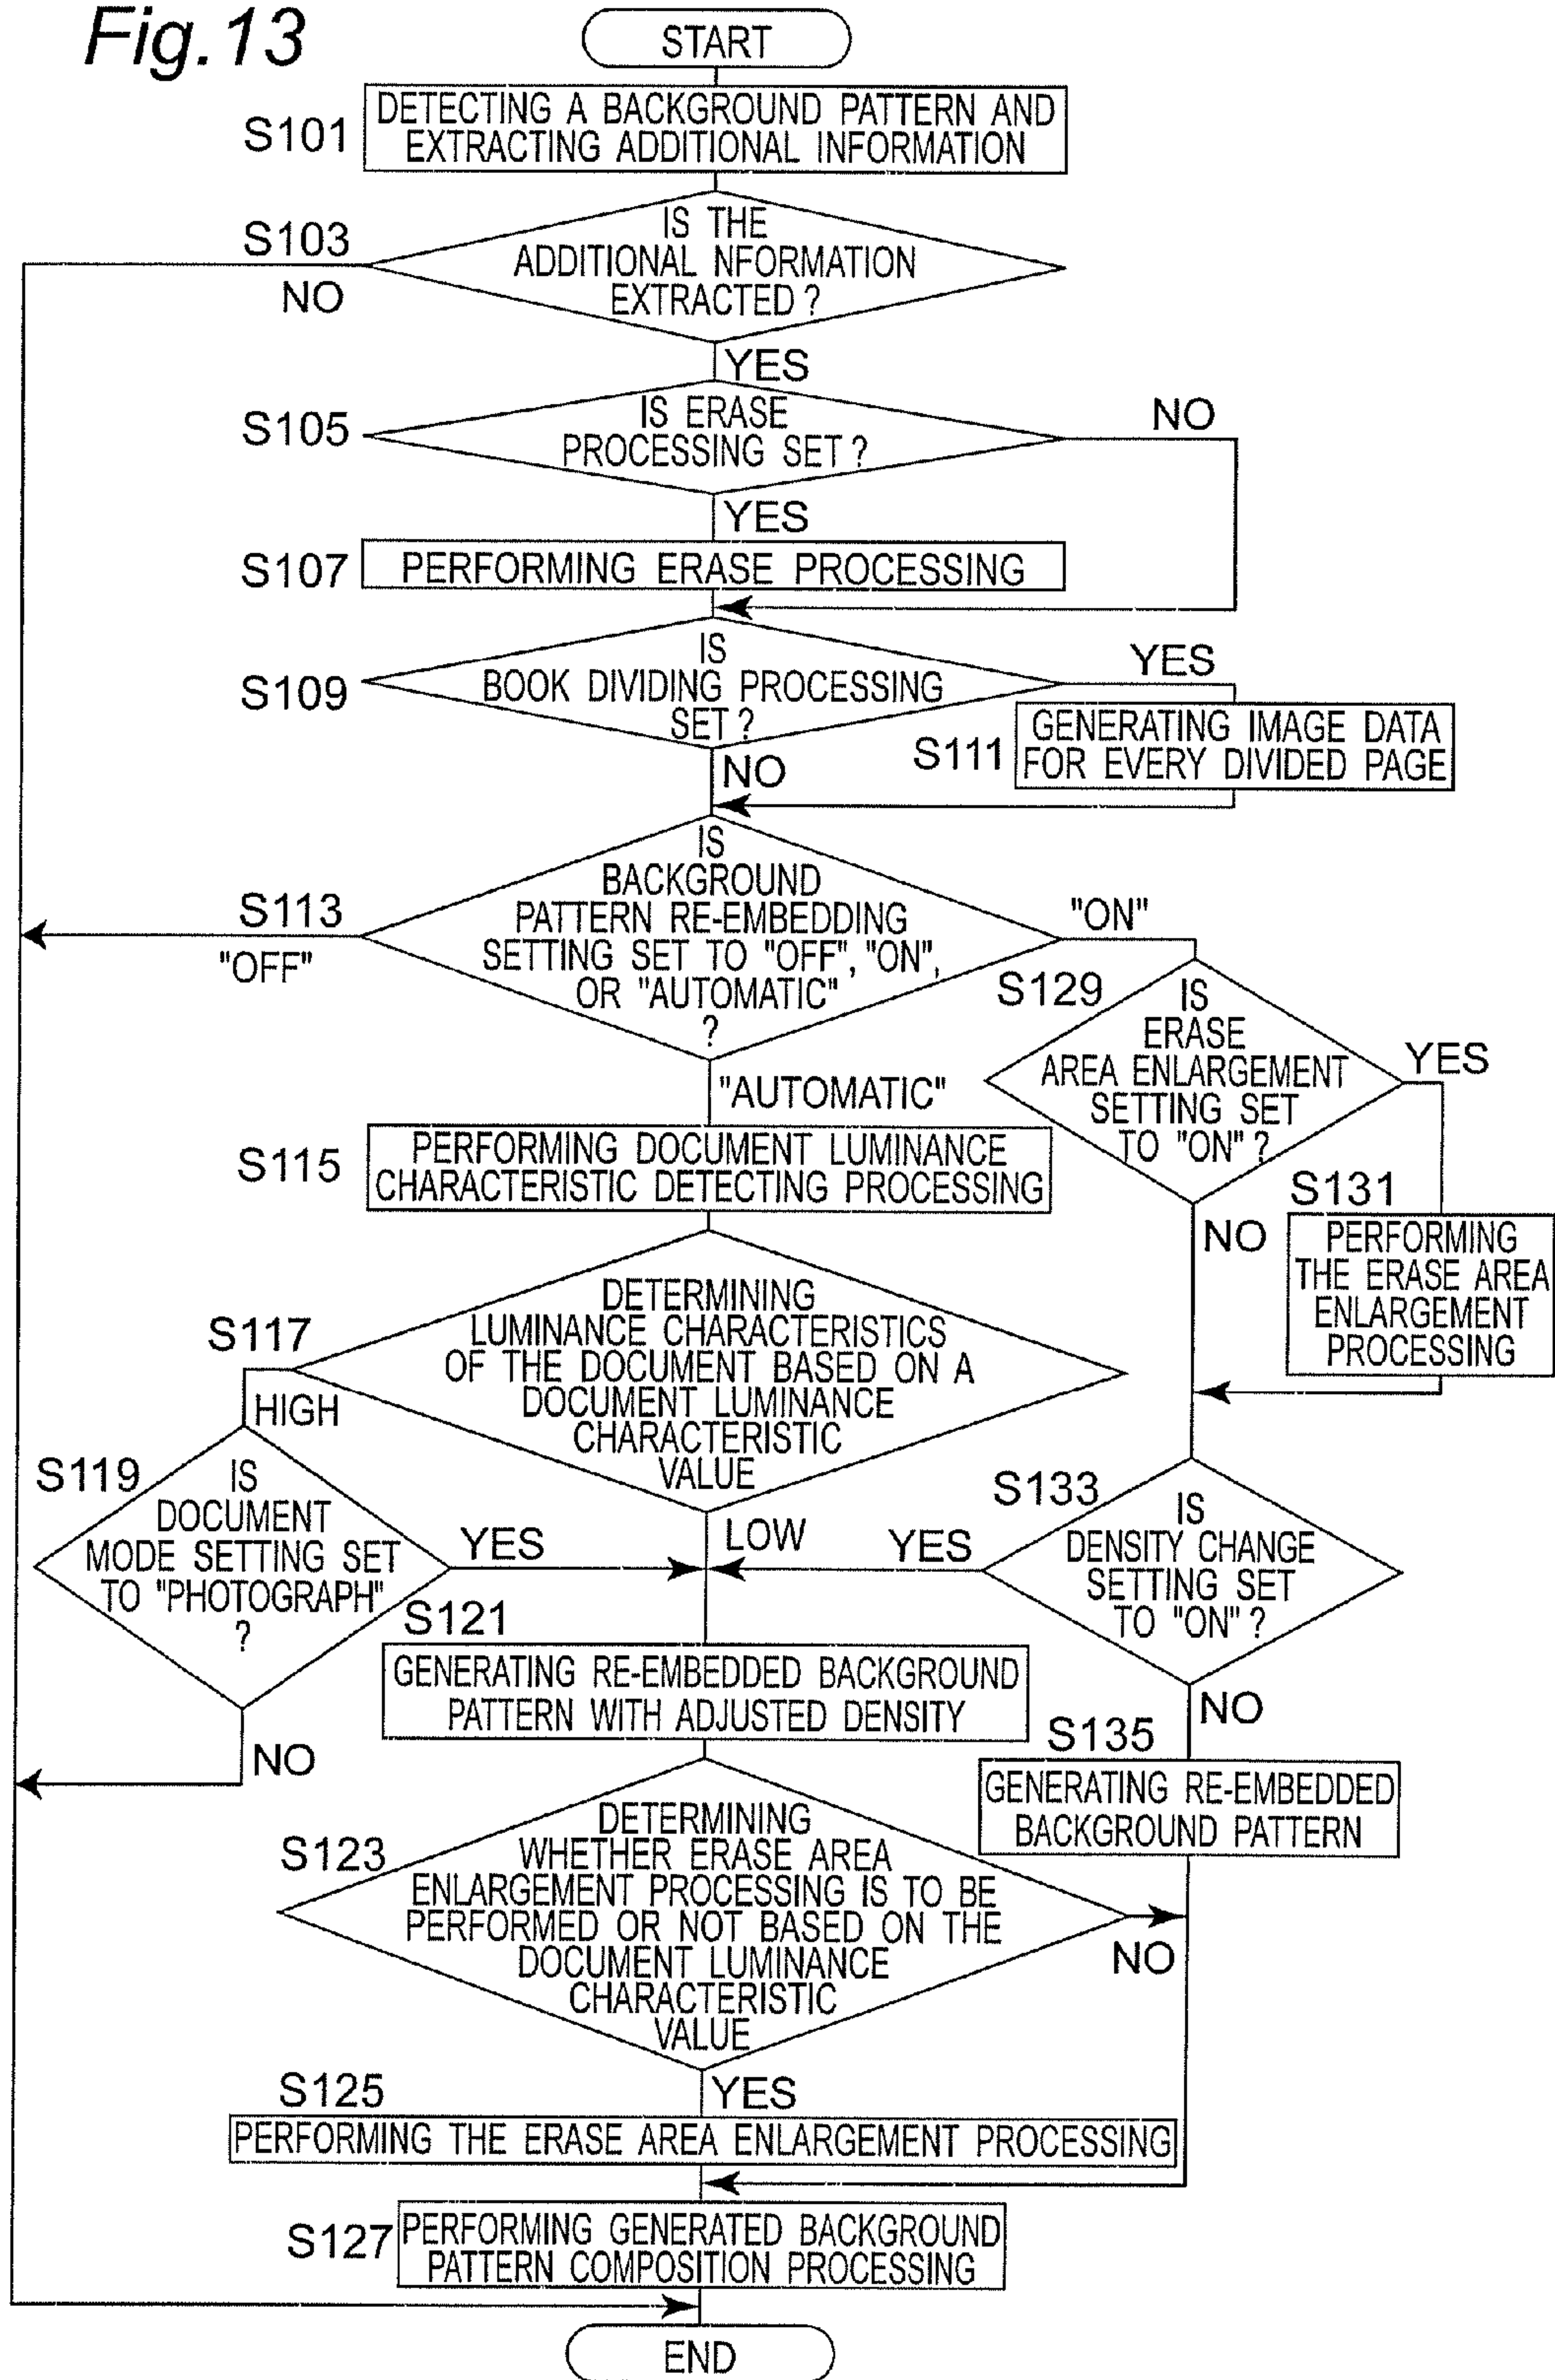 Fig.13
START
S101
DETECTING A BACKGROUND PATTERN AND
EXTRACTING ADDITIONAL INFORMATION
S103
IS THE
ADDITIONAL NFORMATION
EXTRACTED ?
NO
YES
S105
IS ERASE
PROCESSING SET ?
NO
YES
S107
PERFORMING ERASE PROCESSING
S109
IS
BOOK DIVIDING PROCESSING
SET ?
YES
S111
GENERATING IMAGE DATA
FOR EVERY DIVIDED PAGE
NO
S113
IS
BACKGROUND
PATTERN RE-EMBEDDING
SETTING SET TO "OFF", "ON",
OR "AUTOMATIC"
?
"OFF"
"ON"
"AUTOMATIC"
S129
IS
ERASE
AREA ENLARGEMENT
SETTING SET
TO "ON" ?
YES
NO
S131
PERFORMING
THE ERASE AREA
ENLARGEMENT
PROCESSING
S115
PERFORMING DOCUMENT LUMINANCE
CHARACTERISTIC DETECTING PROCESSING
S117
DETERMINING
LUMINANCE CHARACTERISTICS
OF THE DOCUMENT BASED ON A
DOCUMENT LUMINANCE
CHARACTERISTIC
VALUE
HIGH
LOW
S119
IS
DOCUMENT
MODE SETTING SET
TO "PHOTOGRAPH"
?
YES
NO
S133
IS
DENSITY CHANGE
SETTING SET
TO "ON" ?
YES
NO
S121
GENERATING RE-EMBEDDED BACKGROUND
PATTERN WITH ADJUSTED DENSITY
S135
GENERATING RE-EMBEDDED
BACKGROUND PATTERN
S123
DETERMINING
WHETHER ERASE AREA
ENLARGEMENT PROCESSING IS TO BE
PERFORMED OR NOT BASED ON THE
DOCUMENT LUMINANCE
CHARACTERISTIC
VALUE
NO
YES
S125
PERFORMING THE ERASE AREA ENLARGEMENT PROCESSING
S127
PERFORMING GENERATED BACKGROUND
PATTERN COMPOSITION PROCESSING
END